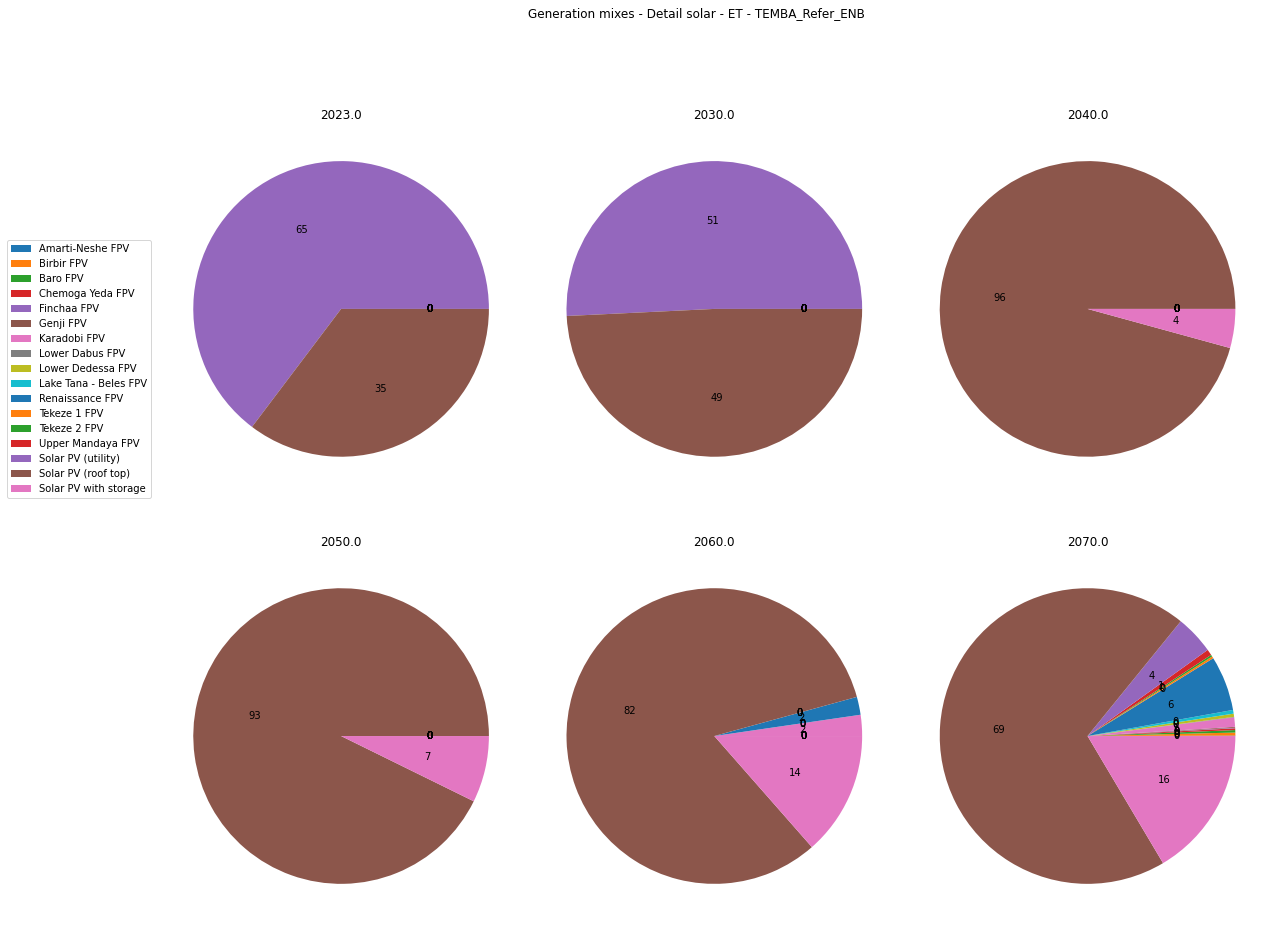 Generation mixes - Detail solar - ET - TEMBA_Refer_ENB
2023.0
2030.0
2040.0
65
0
35
51
0
49
96
0
4
Amarti-Neshe FPV
Birbir FPV
Baro FPV
Chemoga Yeda FPV
Finchaa FPV
Genji FPV
Karadobi FPV
Lower Dabus FPV
Lower Dedessa FPV
Lake Tana - Beles FPV
Renaissance FPV
Tekeze 1 FPV
Tekeze 2 FPV
Upper Mandaya FPV
Solar PV (utility)
Solar PV (roof top)
Solar PV with storage
2050.0
2060.0
2070.0
93
0
7
82
0
0
0
14
69
4
0
6
0
0
16